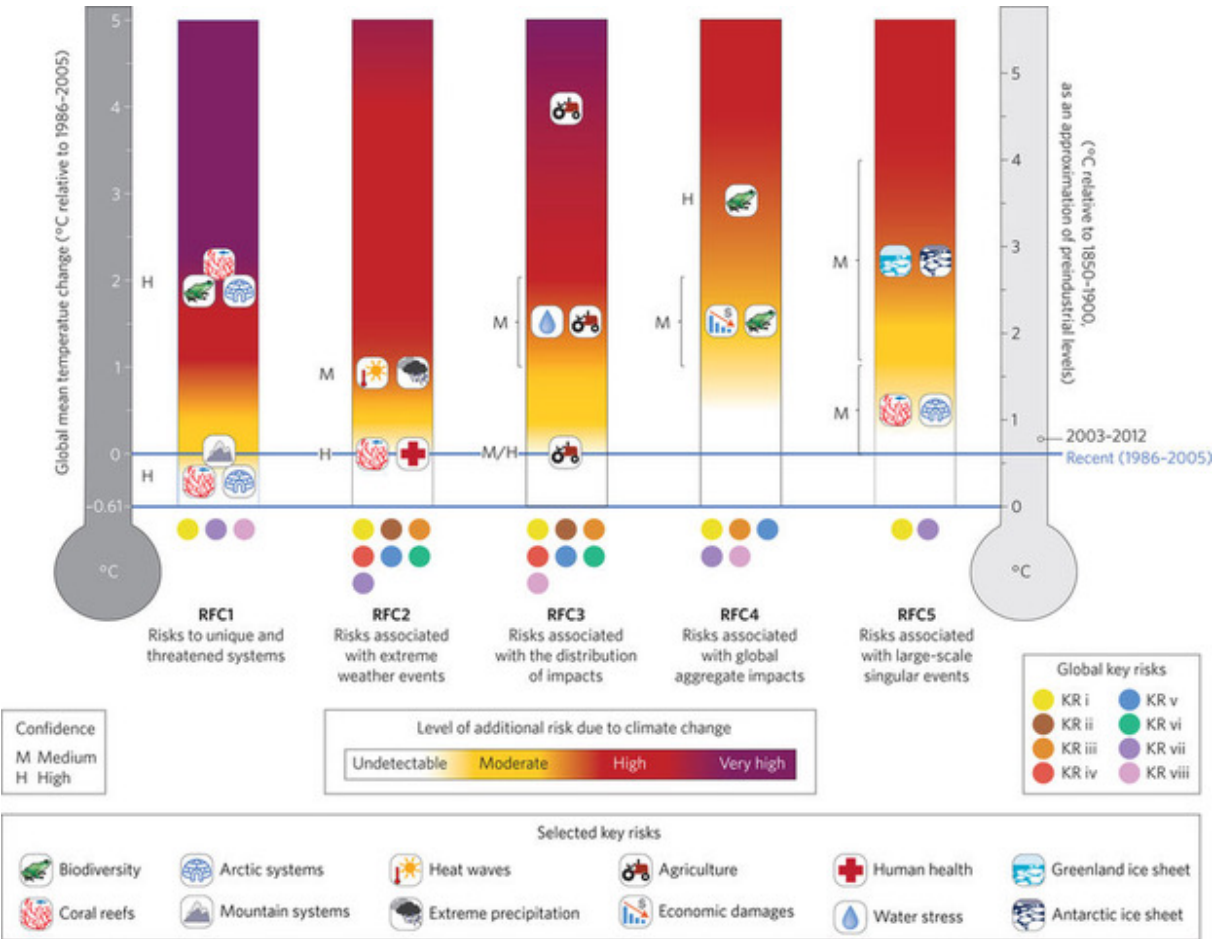 Global mean temperatue change (°C relative to 1986–2005)
5
4
3
2
1
0
–0.61
°C
H
H
M
H
M
M/H
H
M
M
M
5
4
3
2
1
0
°C
(°C relative to 1850–1900,
as an approximation of preindustrial levels)
2003–2012
Recent (1986–2005)
RFC1
Risks to unique and
threatened systems
RFC2
Risks associated
with extreme
weather events
RFC3
Risks associated
with the distribution
of impacts
RFC4
Risks associated
with global
aggregate impacts
RFC5
Risks associated
with large-scale
singular events
Global key risks
KR i
KR v
KR ii
KR vi
KR iii
KR vii
KR iv
KR viii
Confidence
M Medium
H High
Level of additional risk due to climate change
Undetectable Moderate High Very high
Selected key risks
Biodiversity
Arctic systems
Heat waves
Agriculture
Human health
Greenland ice sheet
Coral reefs
Mountain systems
Extreme precipitation
Economic damages
Water stress
Antarctic ice sheet